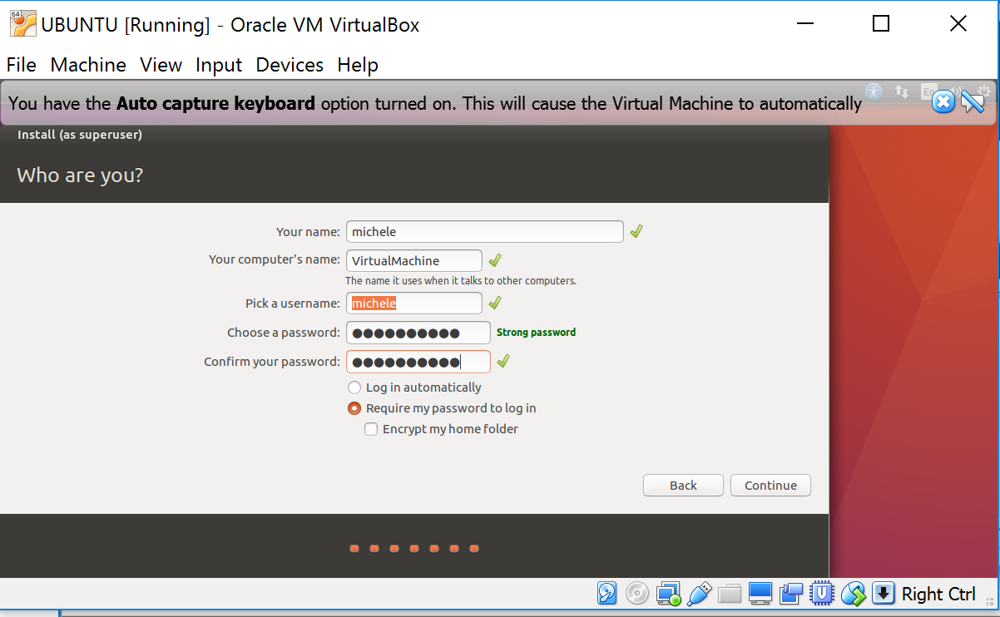 64 UBUNTU [Running] - Oracle VM VirtualBox
File Machine View Input Devices Help
You have the Auto capture keyboard option turned on. This will cause the Virtual Machine to automatically
En
Install (as superuser)
Who are you?
Your name: michele
Your computer's name: VirtualMachine
The name it uses when it talks to other computers.
Pick a username: michele
Choose a password: ●●●●●●●●●● Strong password
Confirm your password: ●●●●●●●●●●
Log in automatically
Require my password to log in
Encrypt my home folder
Back Continue
Right Ctrl